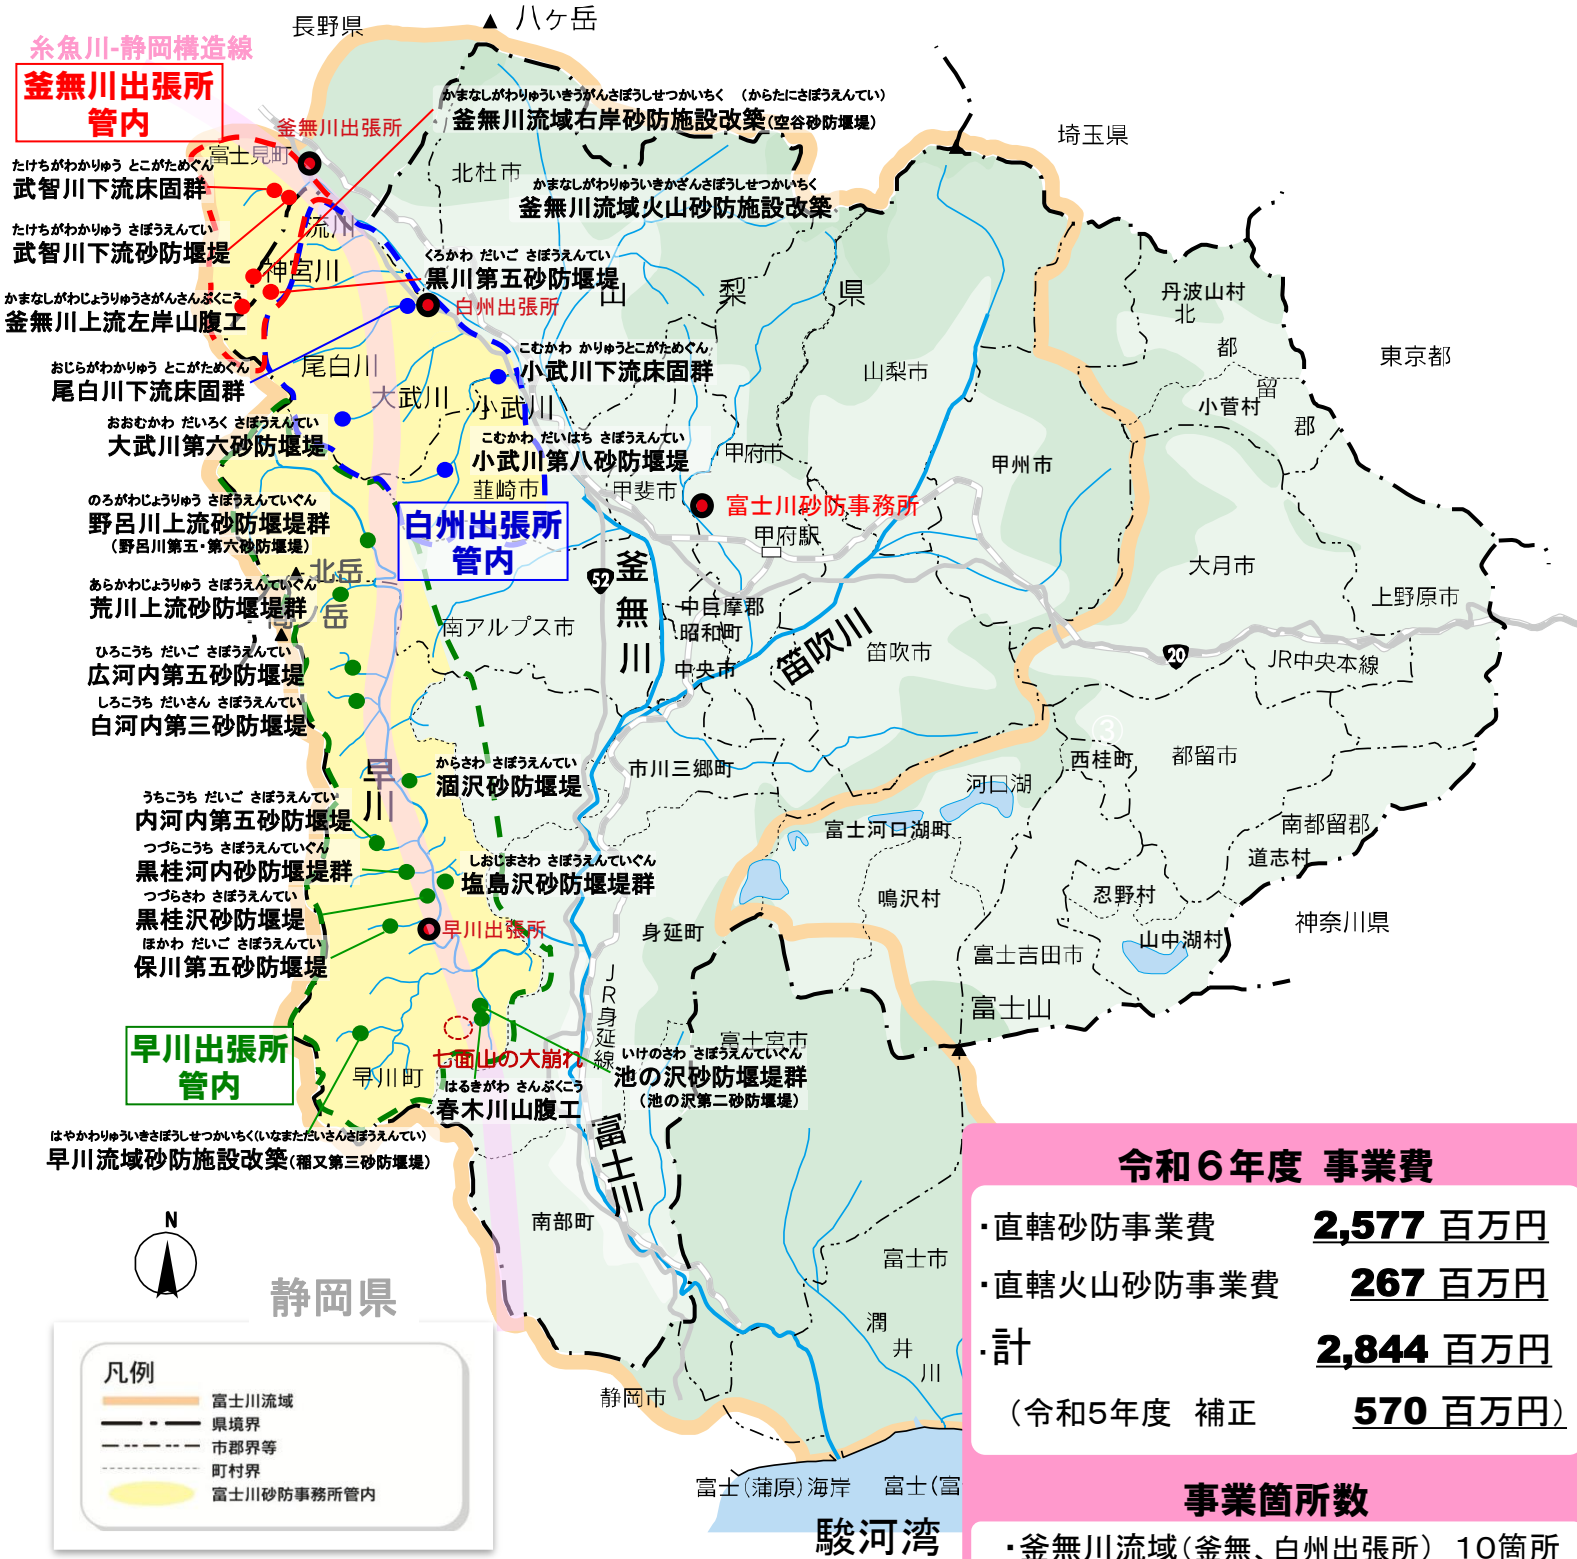 長野県
八ケ岳
糸魚川-静岡構造線
釜無川出張所
管内
釜無川出張所
富士見町
かまなしがわりゅういきうがんさぼうしせつかいちく (からたにさぼうえんてい)
釜無川流域右岸砂防施設改築(空谷砂防堰堤)
埼玉県
北杜市
たけちがわかりゅう とこがためぐん
武智川下流床固群
かまなしがわりゅういきかざんさぼうしせつかいちく
釜無川流域火山砂防施設改築
たけちがわかりゅう さぼうえんてい
武智川下流砂防堰堤
流川
神宮川
くろかわ だいご さぼうえんてい
黒川第五砂防堰堤
山梨県
丹波山村
北都留郡
かまなしがわじょうりゅうさがんさんぷくこう
釜無川上流左岸山腹工
白州出張所
東京都
おじらがわかりゅう とこがためぐん
尾白川下流床固群
尾白川
大武川
小武川
こむかわ かりゅうとこがためぐん
小武川下流床固群
山梨市
小菅村
おおむかわ だいろく さぼうえんてい
大武川第六砂防堰堤
こむかわ だいはち さぼうえんてい
小武川第八砂防堰堤
甲府市
甲州市
韮崎市
甲斐市
のろがわじょうりゅう さぼうえんていぐん
野呂川上流砂防堰堤群
(野呂川第五・第六砂防堰堤)
白州出張所
管内
富士川砂防事務所
甲府駅
北岳
52
釜無川
大月市
上野原市
あらかわじょうりゅう さぼうえんていぐん
荒川上流砂防堰堤群
間ノ岳
南アルプス市
中巨摩郡
昭和町
笛吹川
笛吹市
中央市
20
JR中央本線
ひろこうち だいご さぼうえんてい
広河内第五砂防堰堤
しろこうち だいさん さぼうえんてい
白河内第三砂防堰堤
③
西桂町
都留市
早川
からさわ さぼうえんてい
涸沢砂防堰堤
市川三郷町
河口湖
うちこうち だいご さぼうえんてい
内河内第五砂防堰堤
富士河口湖町
南都留郡
道志村
つづらこうち さぼうえんていぐん
黒桂河内砂防堰堤群
しおじまさわ さぼうえんていぐん
塩島沢砂防堰堤群
つづらさわ さぼうえんてい
黒桂沢砂防堰堤
鳴沢村
忍野村
神奈川県
早川出張所
身延町
山中湖村
ほかわ だいご さぼうえんてい
保川第五砂防堰堤
富士吉田市
JR身延線
富士山
早川出張所
管内
七面山の大崩れ
富士宮市
いけのさわ さぼうえんていぐん
池の沢砂防堰堤群
(池の沢第二砂防堰堤)
早川町
はるきがわ さんぷくこう
春木川山腹工
はやかわりゅういきさぼうしせつかいちく(いなまただいさんさぼうえんてい)
早川流域砂防施設改築(稲又第三砂防堰堤)
富士川
南部町
N
静岡県
富士市
潤井川
静岡市
富士(蒲原)海岸
富士(富
駿河湾
凡例
富士川流域
県境界
市郡界等
町村界
富士川砂防事務所管内
令和6年度 事業費
・直轄砂防事業費 2,577 百万円
・直轄火山砂防事業費 267 百万円
・計 2,844 百万円
(令和5年度 補正 570 百万円)
事業箇所数
・釜無川流域(釜無、白州出張所) 10箇所